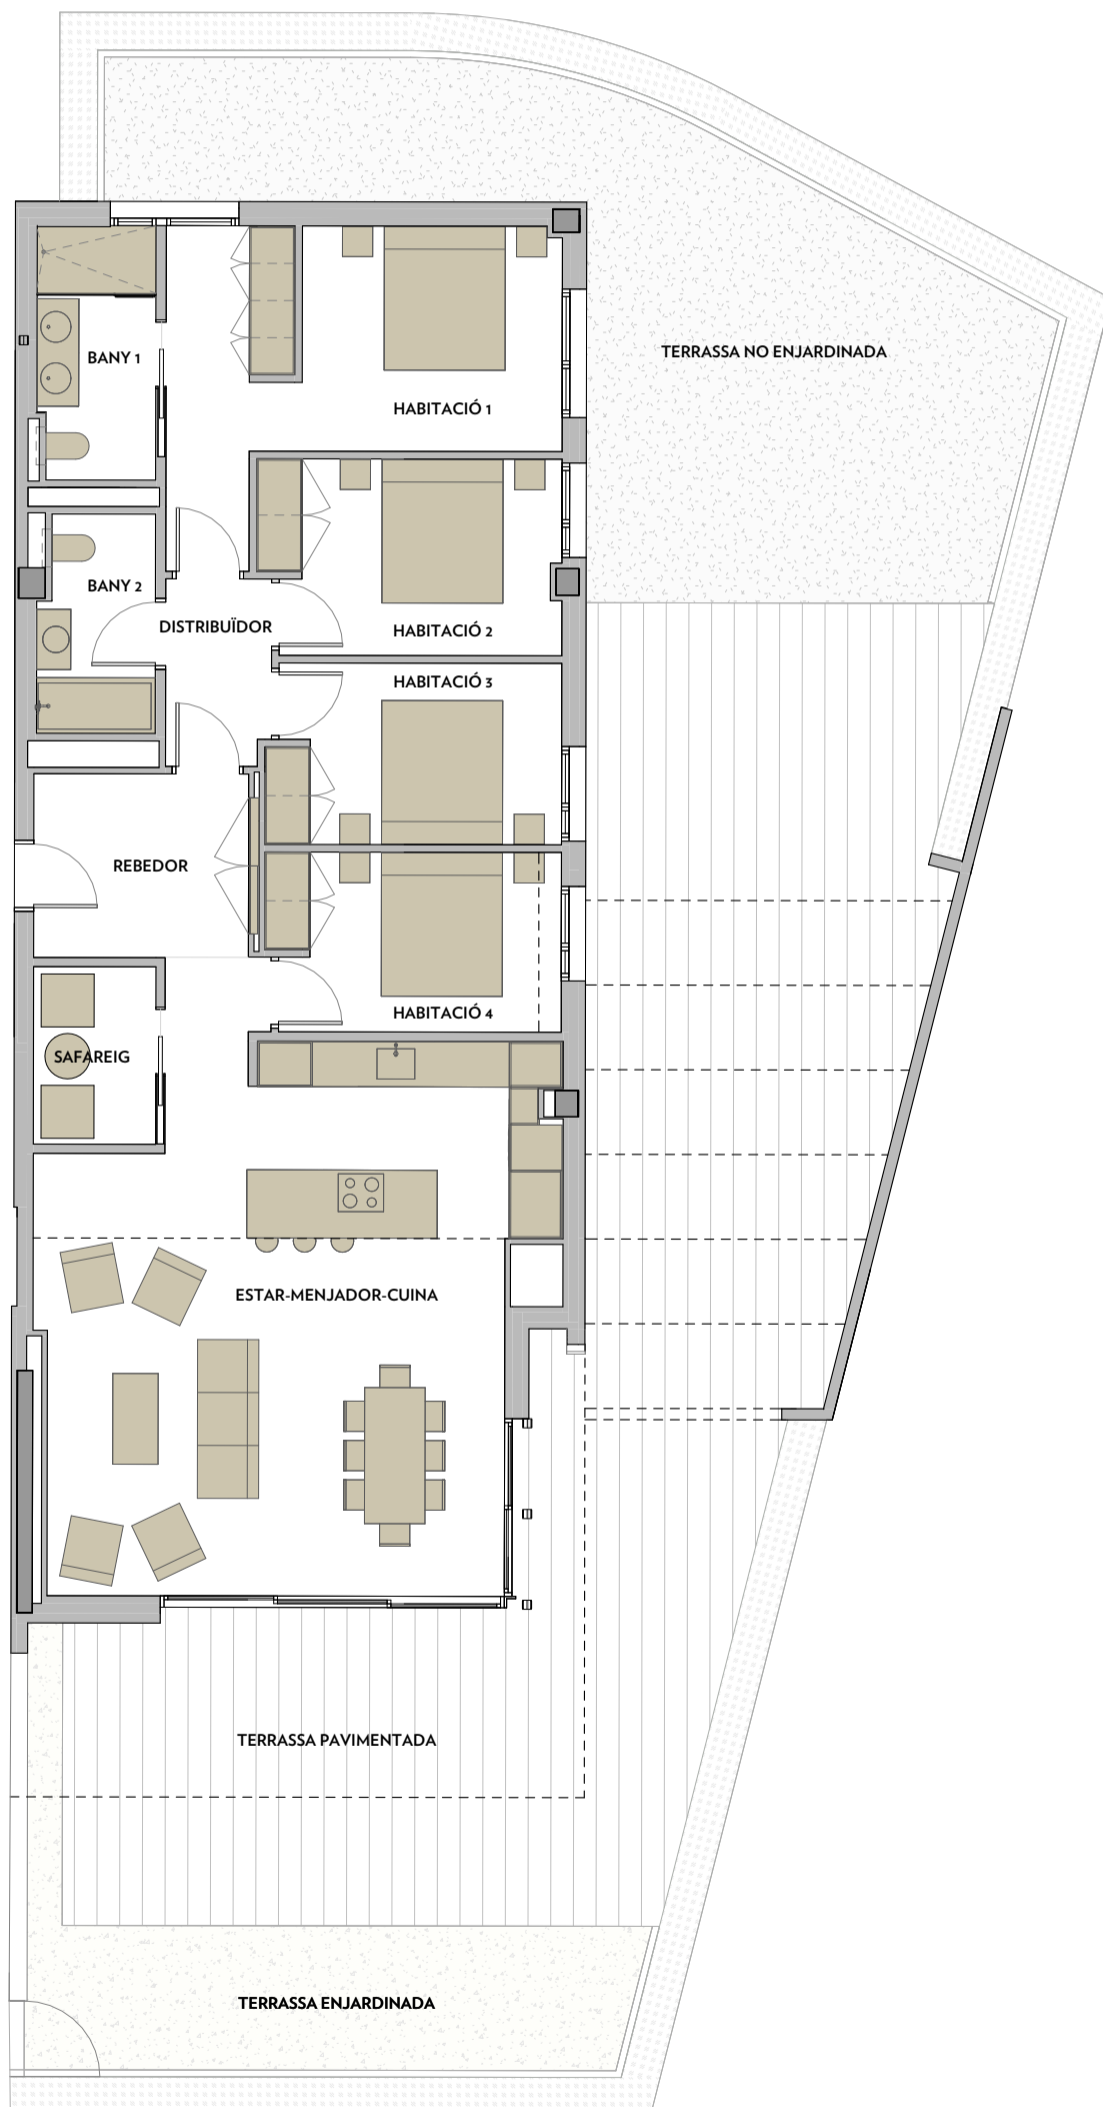 TERRASSA NO ENJARDINADA
BANY 1
HABITACIÓ 1
BANY 2
DISTRIBUÏDOR
HABITACIÓ 2
HABITACIÓ 3
REBEDOR
HABITACIÓ 4
SAFAREIG
ESTAR-MENJADOR-CUINA
TERRASSA PAVIMENTADA
TERRASSA ENJARDINADA